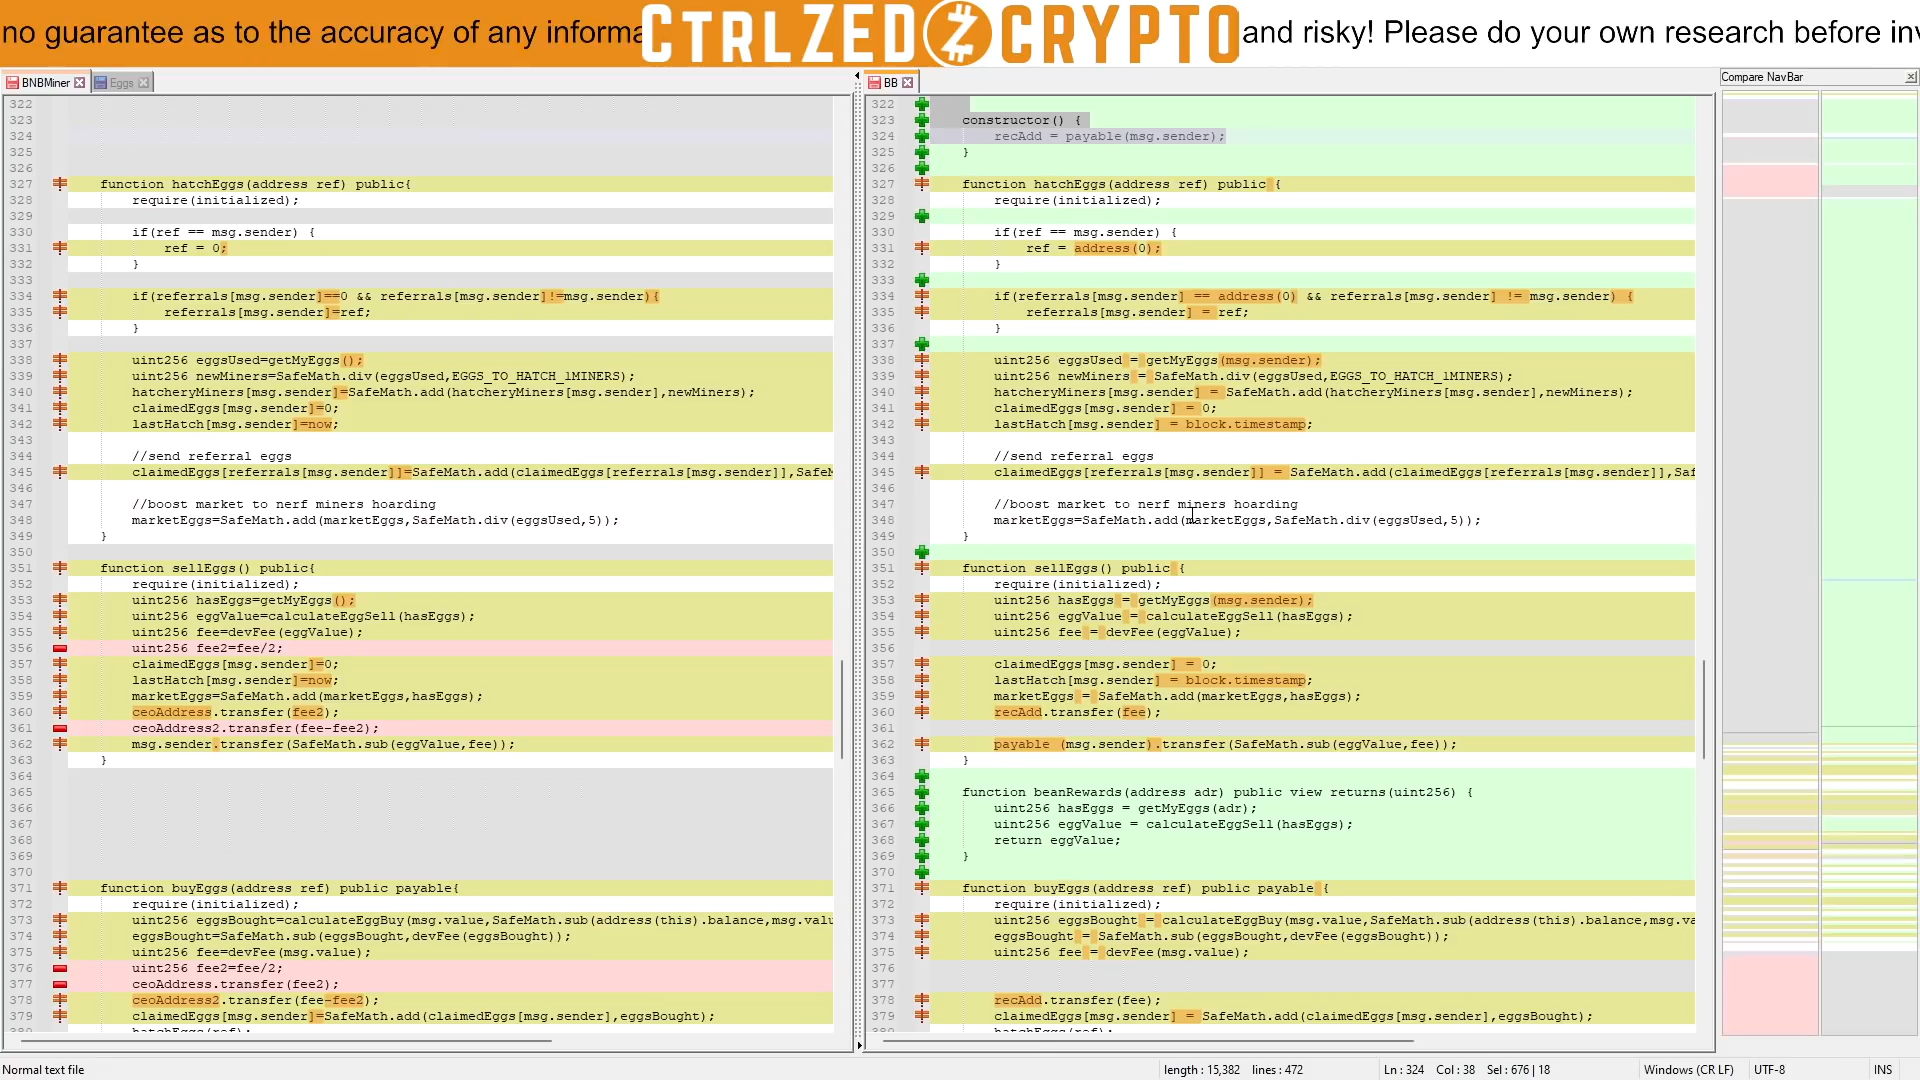 no guarantee as to the accuracy of any informa
CTRLZED CRYPTO
and risky! Please do your own research before inv
BNBMiner
Eggs
BB
Compare NavBar
322
323
324
325
326
327 function hatchEggs(address ref) public{
328 require(initialized);
329
330 if(ref == msg.sender) {
331 ref = 0;
332 }
333
334 if(referrals[msg.sender]==0 && referrals[msg.sender]!=msg.sender){
335 referrals[msg.sender]=ref;
336 }
337
338 uint256 eggsUsed=getMyEggs();
339 uint256 newMiners=SafeMath.div(eggsUsed,EGGS_TO_HATCH_1MINERS);
340 hatcheryMiners[msg.sender]=SafeMath.add(hatcheryMiners[msg.sender],newMiners);
341 claimedEggs[msg.sender]=0;
342 lastHatch[msg.sender]=now;
343
344 //send referral eggs
345 claimedEggs[referrals[msg.sender]]=SafeMath.add(claimedEggs[referrals[msg.sender]],SafeM
346
347 //boost market to nerf miners hoarding
348 marketEggs=SafeMath.add(marketEggs,SafeMath.div(eggsUsed,5));
349 }
350
351 function sellEggs() public{
352 require(initialized);
353 uint256 hasEggs=getMyEggs();
354 uint256 eggValue=calculateEggSell(hasEggs);
355 uint256 fee=devFee(eggValue);
356 uint256 fee2=fee/2;
357 claimedEggs[msg.sender]=0;
358 lastHatch[msg.sender]=now;
359 marketEggs=SafeMath.add(marketEggs,hasEggs);
360 ceoAddress.transfer(fee2);
361 ceoAddress2.transfer(fee-fee2);
362 msg.sender.transfer(SafeMath.sub(eggValue,fee));
363 }
364
365
366
367
368
369
370
371 function buyEggs(address ref) public payable{
372 require(initialized);
373 uint256 eggsBought=calculateEggBuy(msg.value,SafeMath.sub(address(this).balance,msg.valu
374 eggsBought=SafeMath.sub(eggsBought,devFee(eggsBought));
375 uint256 fee=devFee(msg.value);
376 uint256 fee2=fee/2;
377 ceoAddress.transfer(fee2);
378 ceoAddress2.transfer(fee-fee2);
379 claimedEggs[msg.sender]=SafeMath.add(claimedEggs[msg.sender],eggsBought);
380 hatchEggs(ref);
322
323 constructor() {
324 recAdd = payable(msg.sender);
325 }
326
327 function hatchEggs(address ref) public {
328 require(initialized);
329
330 if(ref == msg.sender) {
331 ref = address(0);
332 }
333
334 if(referrals[msg.sender] == address(0) && referrals[msg.sender] != msg.sender) {
335 referrals[msg.sender] = ref;
336 }
337
338 uint256 eggsUsed = getMyEggs(msg.sender);
339 uint256 newMiners = SafeMath.div(eggsUsed,EGGS_TO_HATCH_1MINERS);
340 hatcheryMiners[msg.sender] = SafeMath.add(hatcheryMiners[msg.sender],newMiners);
341 claimedEggs[msg.sender] = 0;
342 lastHatch[msg.sender] = block.timestamp;
343
344 //send referral eggs
345 claimedEggs[referrals[msg.sender]] = SafeMath.add(claimedEggs[referrals[msg.sender]],Saf
346
347 //boost market to nerf miners hoarding
348 marketEggs=SafeMath.add(marketEggs,SafeMath.div(eggsUsed,5));
349 }
350
351 function sellEggs() public {
352 require(initialized);
353 uint256 hasEggs = getMyEggs(msg.sender);
354 uint256 eggValue = calculateEggSell(hasEggs);
355 uint256 fee = devFee(eggValue);
356
357 claimedEggs[msg.sender] = 0;
358 lastHatch[msg.sender] = block.timestamp;
359 marketEggs = SafeMath.add(marketEggs,hasEggs);
360 recAdd.transfer(fee);
361
362 payable (msg.sender).transfer(SafeMath.sub(eggValue,fee));
363 }
364
365 function beanRewards(address adr) public view returns(uint256) {
366 uint256 hasEggs = getMyEggs(adr);
367 uint256 eggValue = calculateEggSell(hasEggs);
368 return eggValue;
369 }
370
371 function buyEggs(address ref) public payable {
372 require(initialized);
373 uint256 eggsBought = calculateEggBuy(msg.value,SafeMath.sub(address(this).balance,msg.va
374 eggsBought = SafeMath.sub(eggsBought,devFee(eggsBought));
375 uint256 fee = devFee(msg.value);
376
377
378 recAdd.transfer(fee);
379 claimedEggs[msg.sender] = SafeMath.add(claimedEggs[msg.sender],eggsBought);
380 hatchEggs(ref);
Normal text file
length : 15,382 lines : 472
Ln : 324 Col : 38 Sel : 676 | 18
Windows (CR LF)
UTF-8
INS